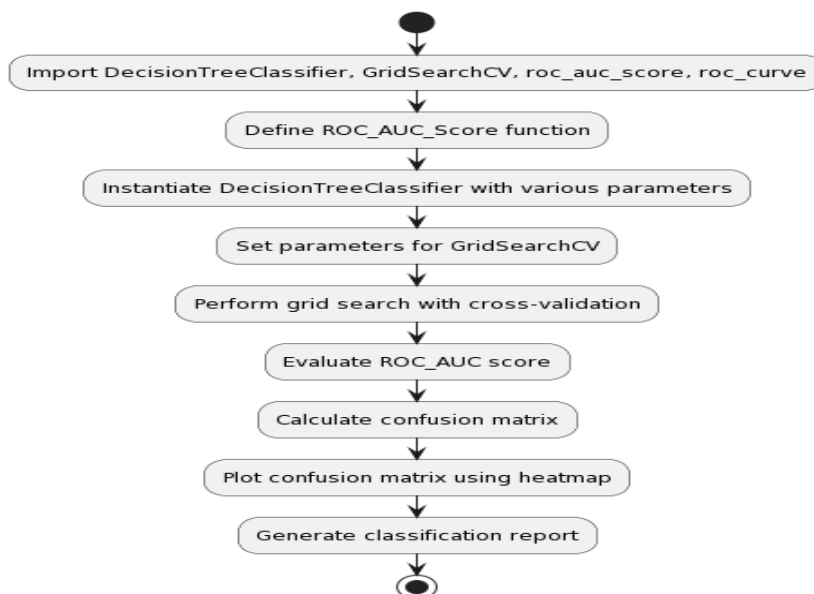 Import DecisionTreeClassifier, GridSearchCV, roc_auc_score, roc_curve
Define ROC_AUC_Score function
Instantiate DecisionTreeClassifier with various parameters
Set parameters for GridSearchCV
Perform grid search with cross-validation
Evaluate ROC_AUC score
Calculate confusion matrix
Plot confusion matrix using heatmap
Generate classification report